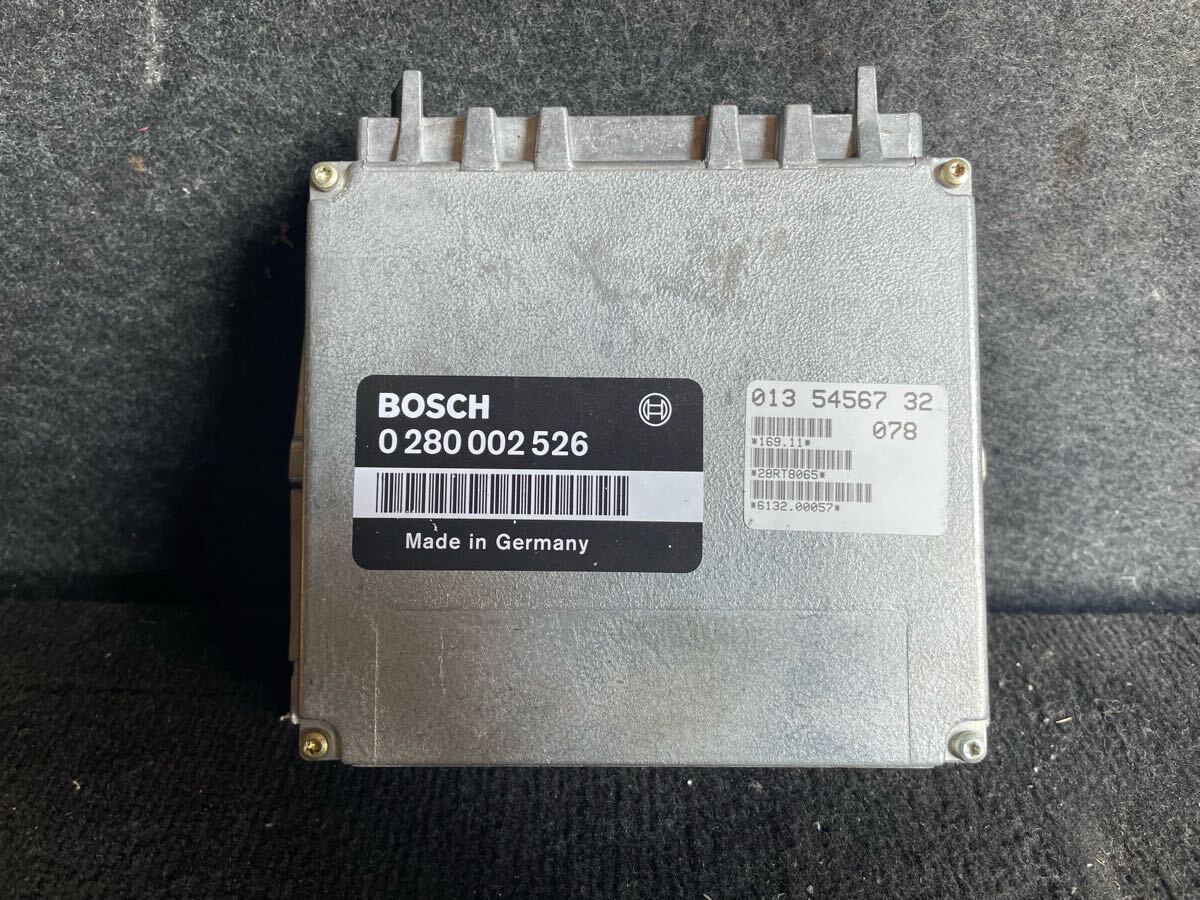 BOSCH
0 280 002 526
Made in Germany
013 54567 32
078
*169.11*
*28RT8065*
*6132.00057*